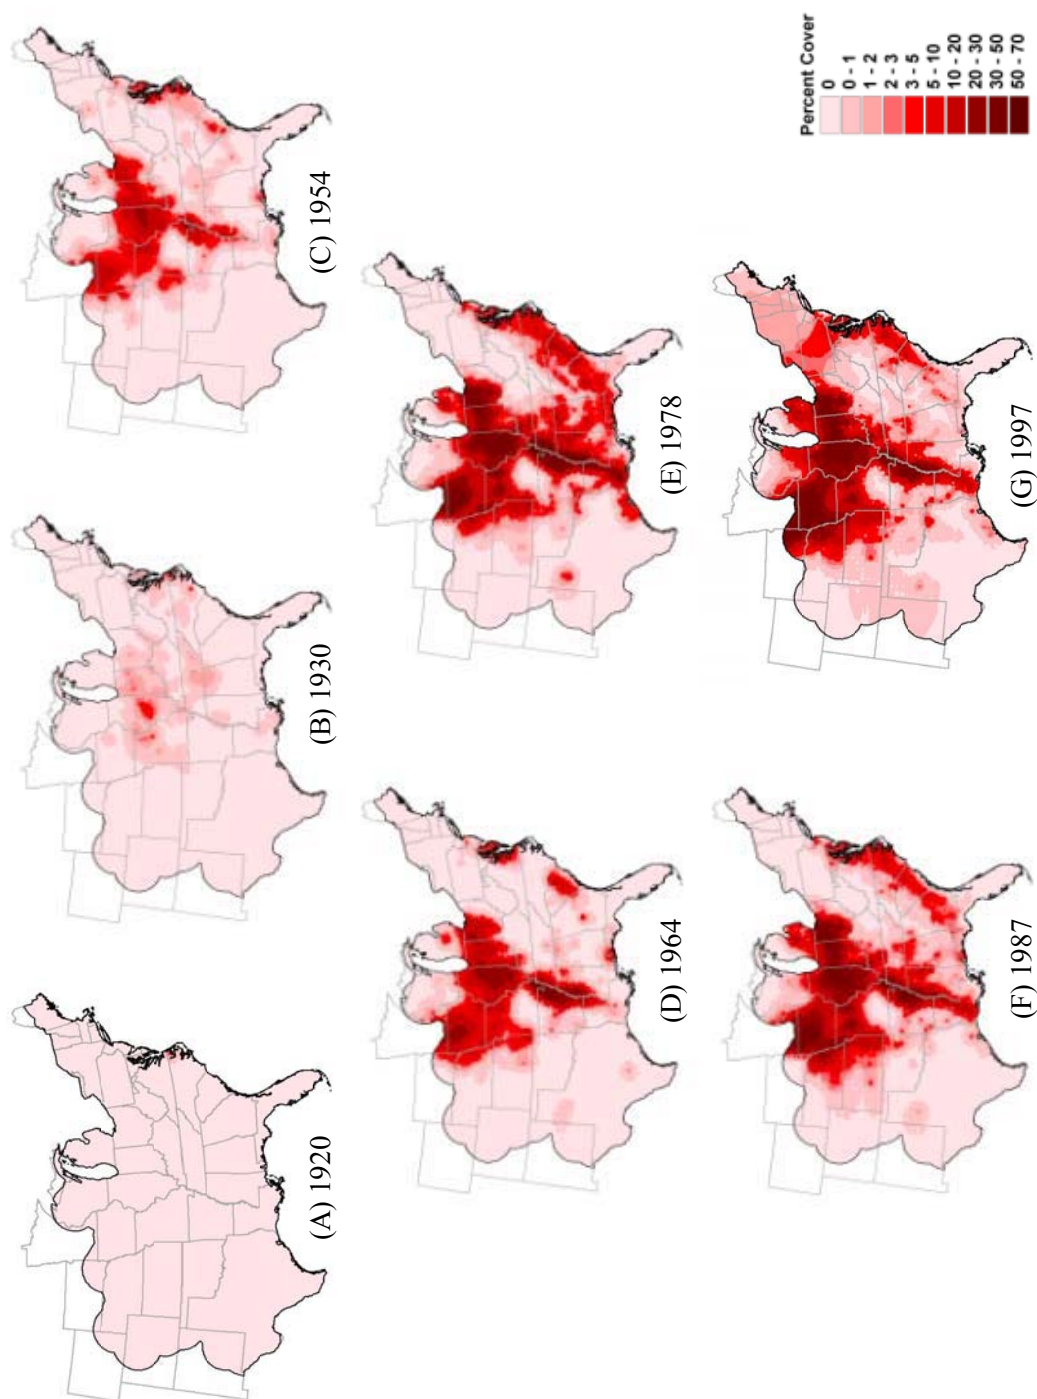 (A) 1920
(B) 1930
(C) 1954
(D) 1964
(E) 1978
(F) 1987
(G) 1997
Percent Cover
0
0 - 1
1 - 2
2 - 3
3 - 5
5 - 10
10 - 20
20 - 30
30 - 50
50 - 70